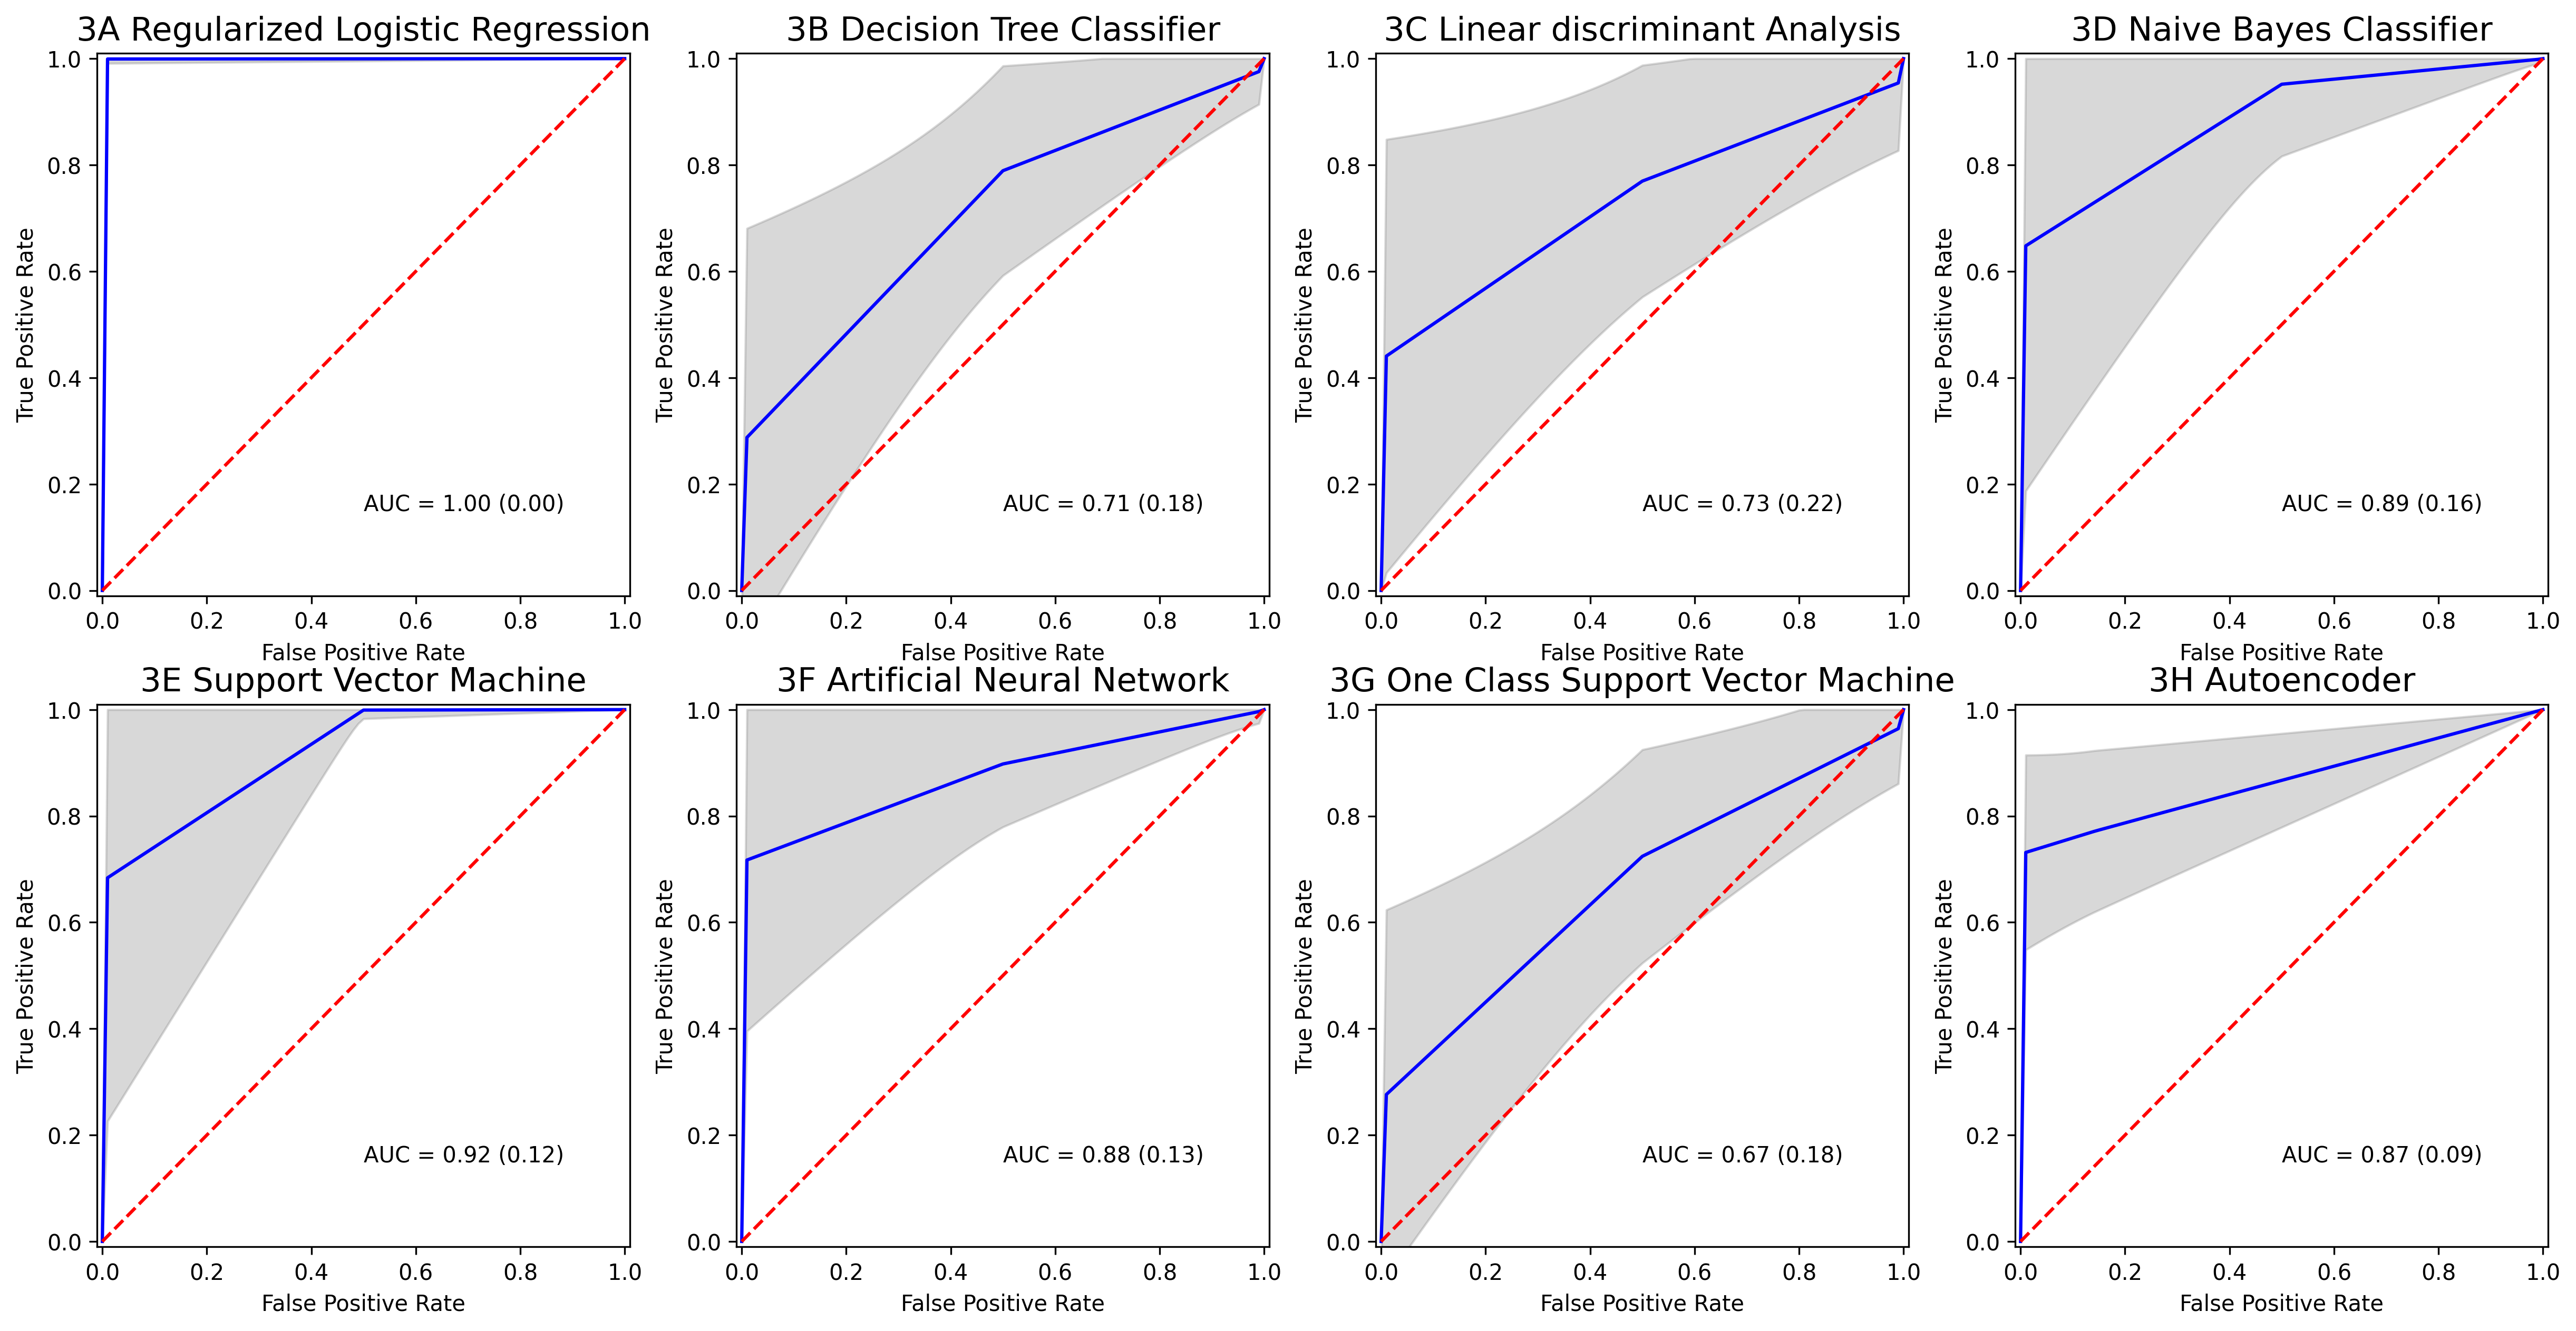 3A Regularized Logistic Regression
1.0
0.8
0.6
0.4
0.2
0.0
True Positive Rate
AUC = 1.00 (0.00)
0.0 0.2 0.4 0.6 0.8 1.0
False Positive Rate
3B Decision Tree Classifier
1.0
0.8
0.6
0.4
0.2
0.0
True Positive Rate
AUC = 0.71 (0.18)
0.0 0.2 0.4 0.6 0.8 1.0
False Positive Rate
3C Linear discriminant Analysis
1.0
0.8
0.6
0.4
0.2
0.0
True Positive Rate
AUC = 0.73 (0.22)
0.0 0.2 0.4 0.6 0.8 1.0
False Positive Rate
3D Naive Bayes Classifier
1.0
0.8
0.6
0.4
0.2
0.0
True Positive Rate
AUC = 0.89 (0.16)
0.0 0.2 0.4 0.6 0.8 1.0
False Positive Rate
3E Support Vector Machine
1.0
0.8
0.6
0.4
0.2
0.0
True Positive Rate
AUC = 0.92 (0.12)
0.0 0.2 0.4 0.6 0.8 1.0
False Positive Rate
3F Artificial Neural Network
1.0
0.8
0.6
0.4
0.2
0.0
True Positive Rate
AUC = 0.88 (0.13)
0.0 0.2 0.4 0.6 0.8 1.0
False Positive Rate
3G One Class Support Vector Machine
1.0
0.8
0.6
0.4
0.2
0.0
True Positive Rate
AUC = 0.67 (0.18)
0.0 0.2 0.4 0.6 0.8 1.0
False Positive Rate
3H Autoencoder
1.0
0.8
0.6
0.4
0.2
0.0
True Positive Rate
AUC = 0.87 (0.09)
0.0 0.2 0.4 0.6 0.8 1.0
False Positive Rate